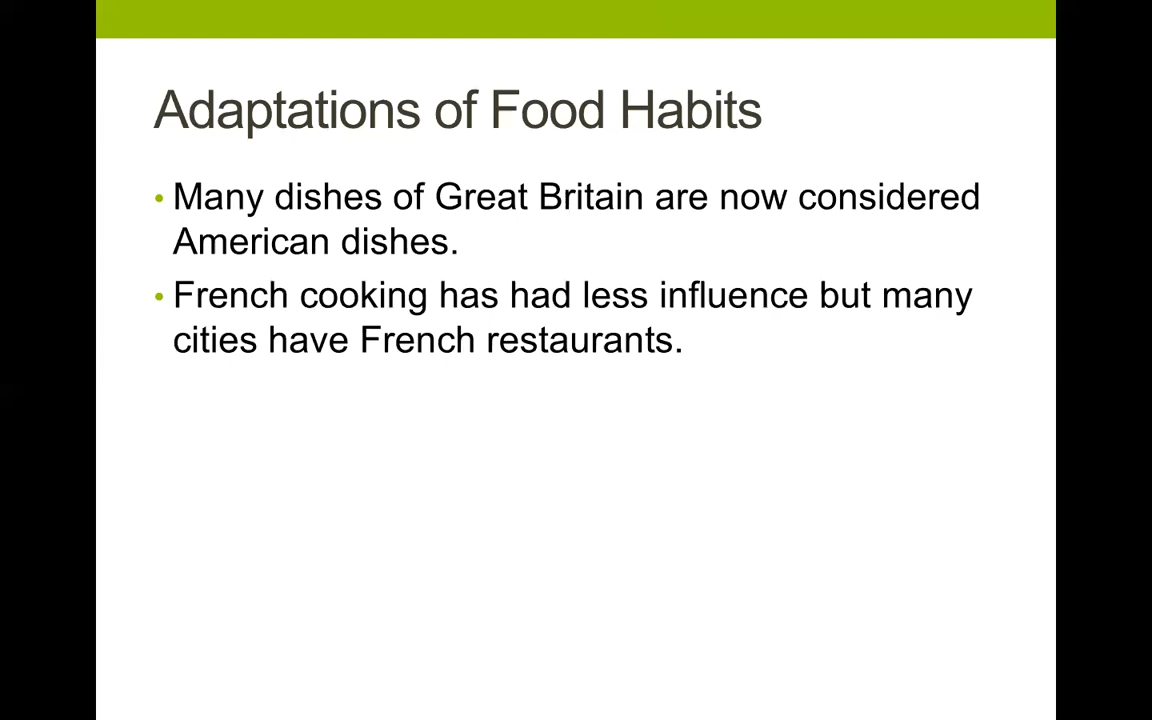 Adaptations of Food Habits
• Many dishes of Great Britain are now considered
American dishes.
• French cooking has had less influence but many
cities have French restaurants.